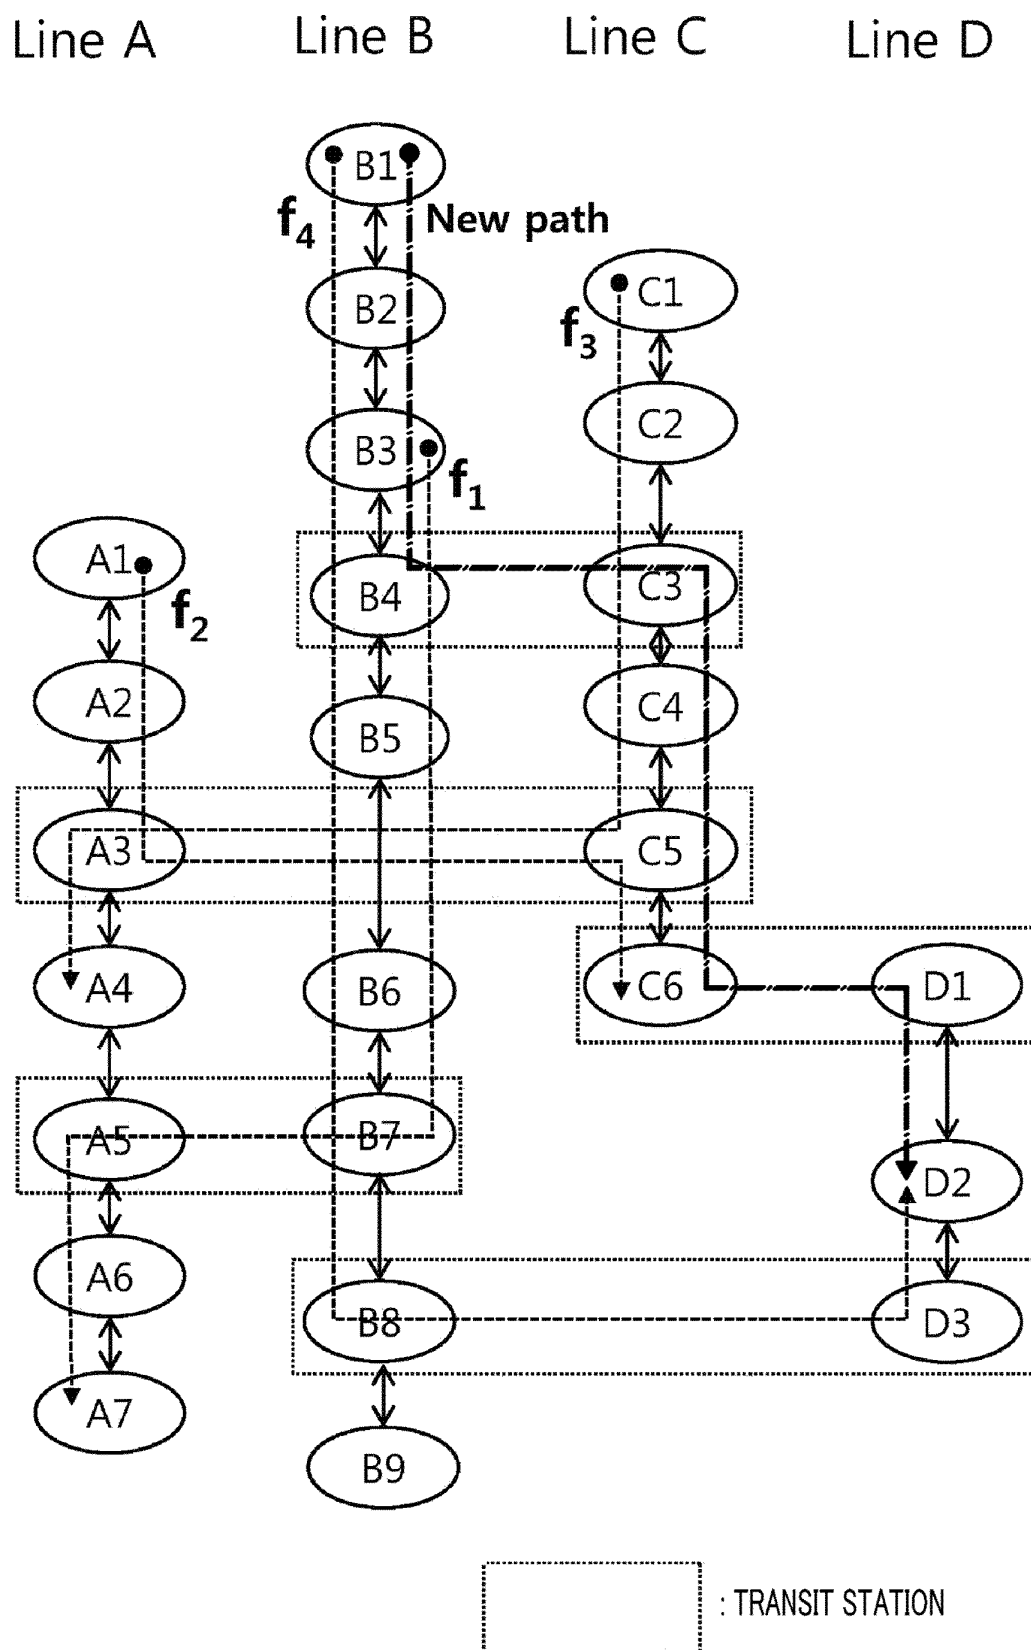 Line A Line B Line C Line D
B1
f4 New path
C1
B2
f3
C2
B3
f1
A1
C3
B4
f2
A2
C4
B5
A3 C5
A4 B6 C6 D1
A5 B7
D2
A6
B8 D3
A7
B9
: TRANSIT STATION